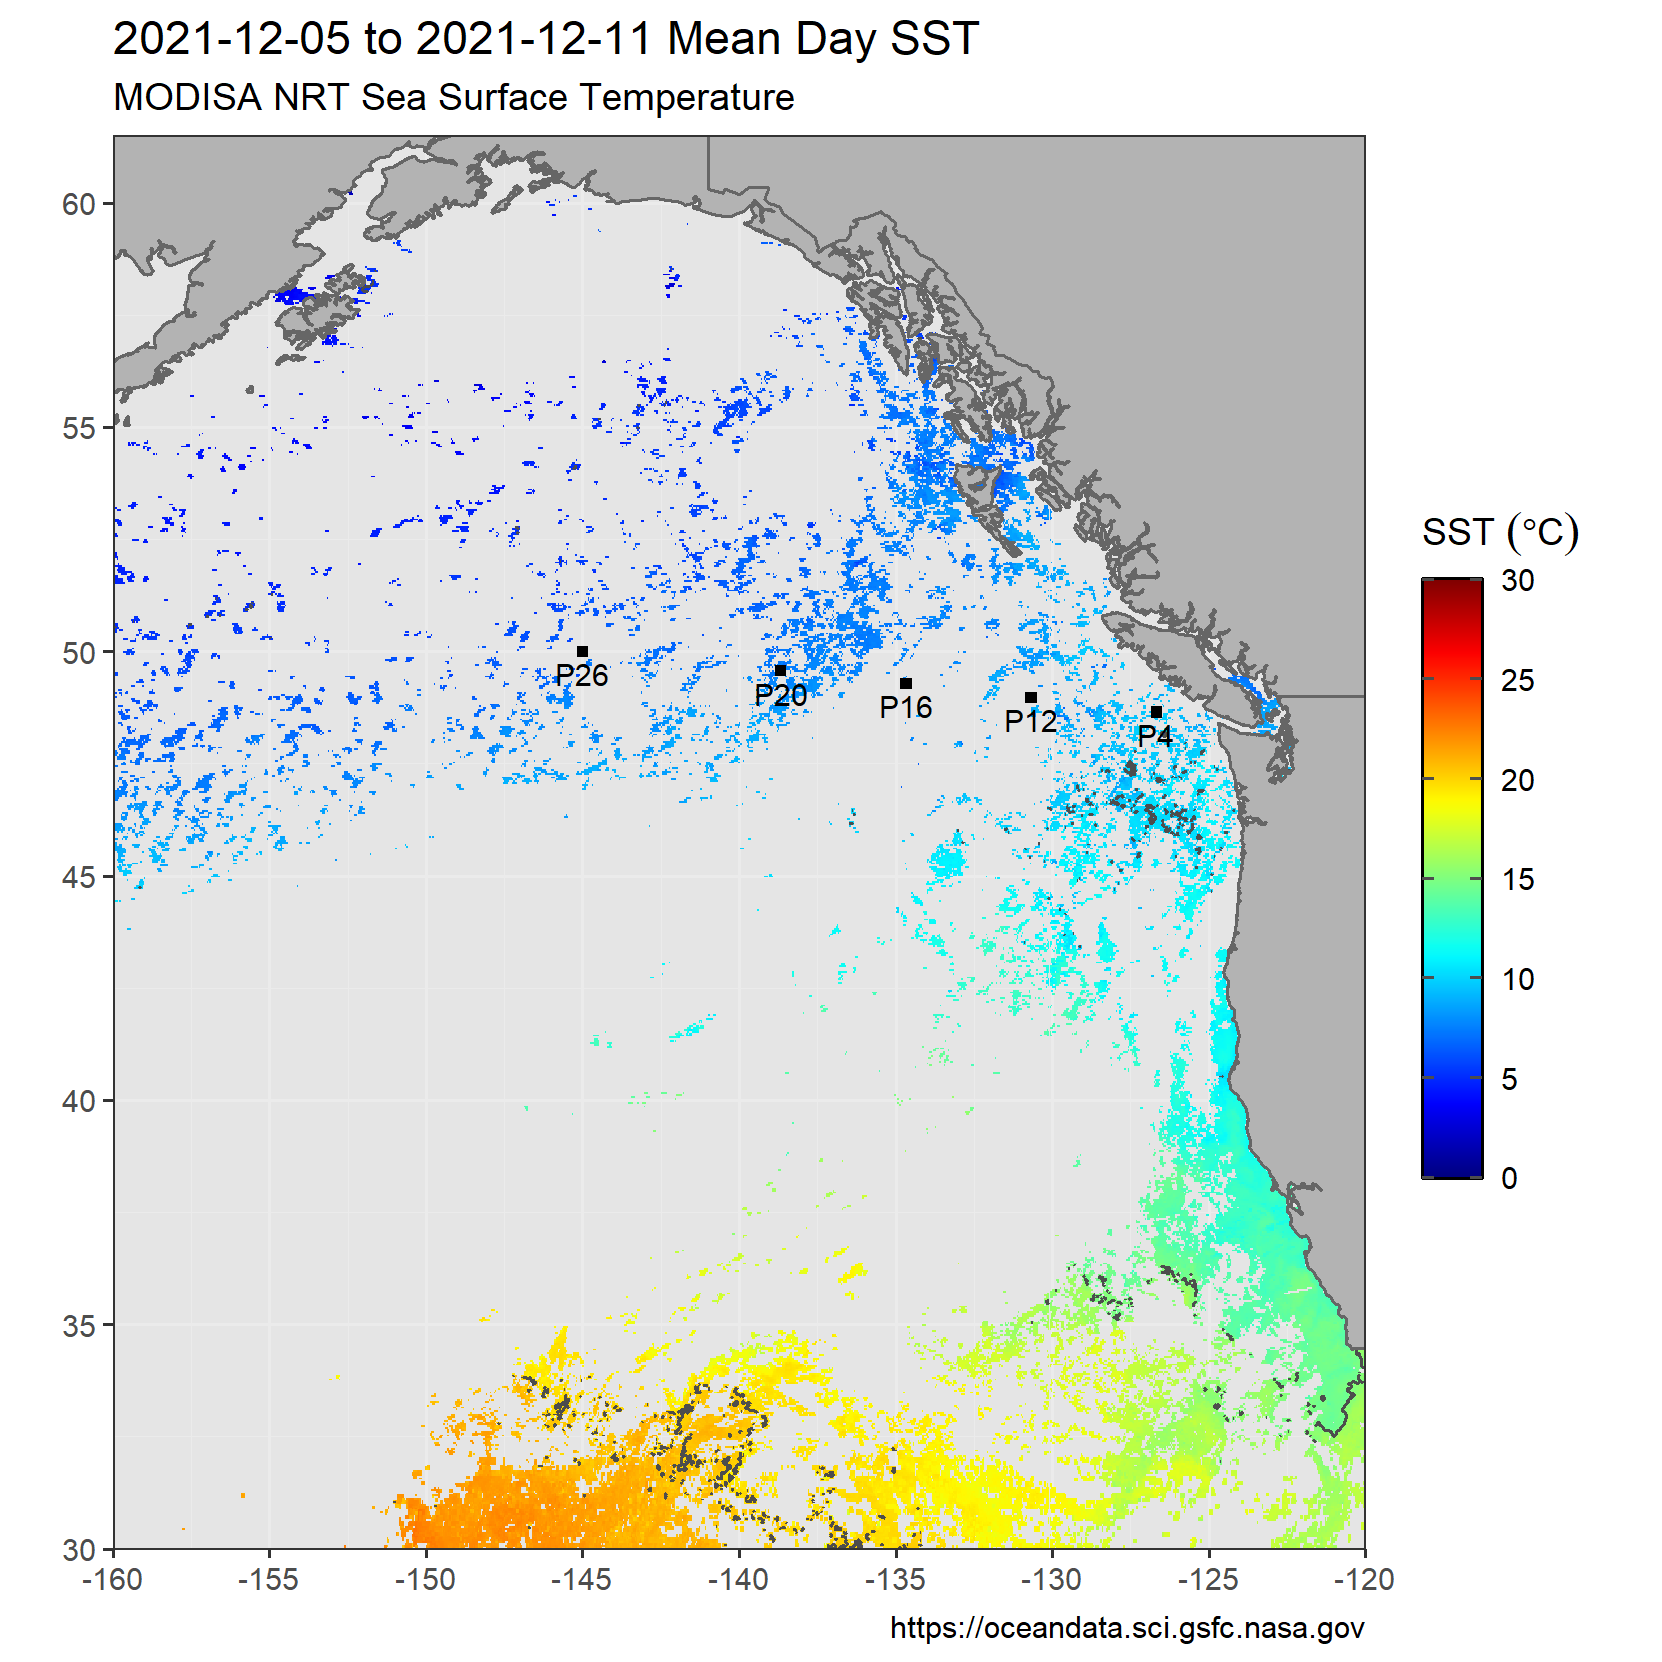 2021-12-05 to 2021-12-11 Mean Day SST
MODISA NRT Sea Surface Temperature
60
55
50
45
40
35
30
P26
P20
P16
P12
P4
-160
-155
-150
-145
-140
-135
-130
-125
-120
SST (°C)
30
25
20
15
10
5
0
https://oceandata.sci.gsfc.nasa.gov